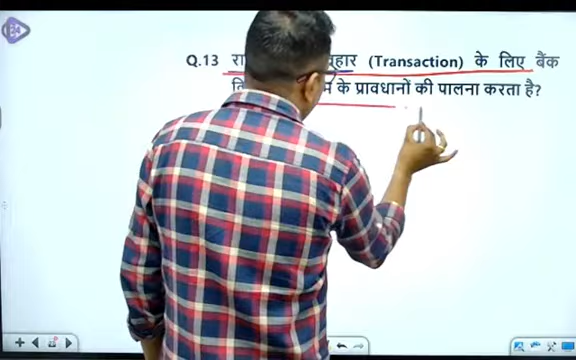 Q.13 (Transaction) के लिए बैंक
के प्रावधानों की पालना करता है?